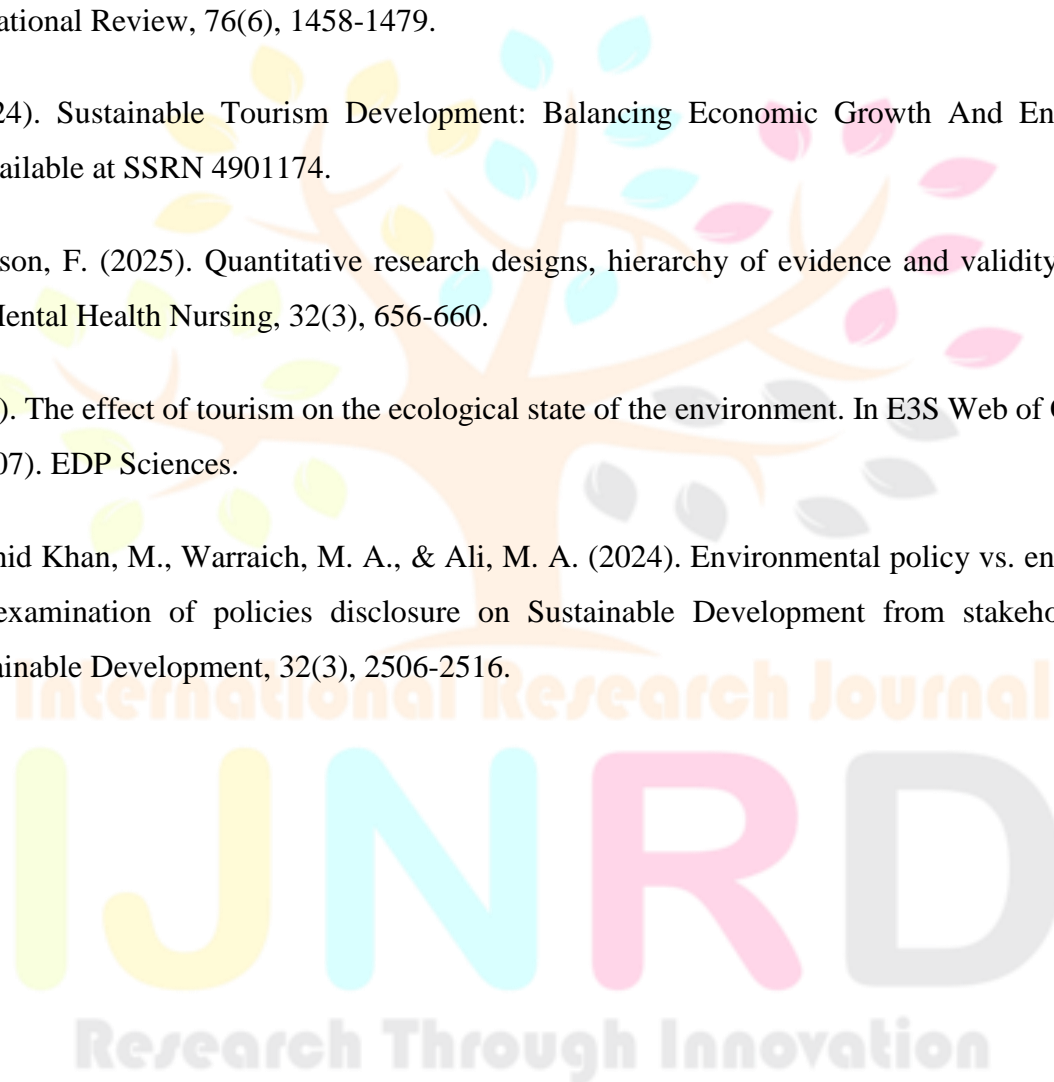 ational Review, 76(6), 1458-1479.
24). Sustainable Tourism Development: Balancing Economic Growth And En
ailable at SSRN 4901174.
son, F. (2025). Quantitative research designs, hierarchy of evidence and validity
Mental Health Nursing, 32(3), 656-660.
). The effect of tourism on the ecological state of the environment. In E3S Web of
07). EDP Sciences.
hid Khan, M., Warraich, M. A., & Ali, M. A. (2024). Environmental policy vs. en
examination of policies disclosure on Sustainable Development from stakeho
ainable Development, 32(3), 2506-2516.
International Research Journal
IJNRD
Research Through Innovation